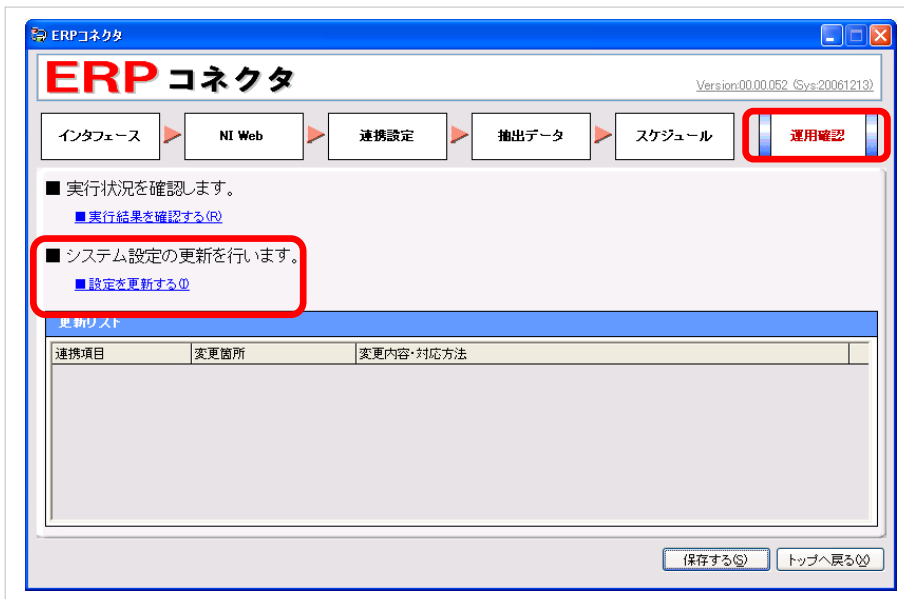 ERPコネクタ
ERP コネクタ
Version:00.00.052 (Sys:20061213)
インタフェース
NI Web
連携設定
抽出データ
スケジュール
運用確認
■ 実行状況を確認します。
■実行結果を確認する(R)
■ システム設定の更新を行います。
■設定を更新する(I)
更新リスト
連携項目 変更箇所 変更内容・対応方法
保存する(S) トップへ戻る(X)